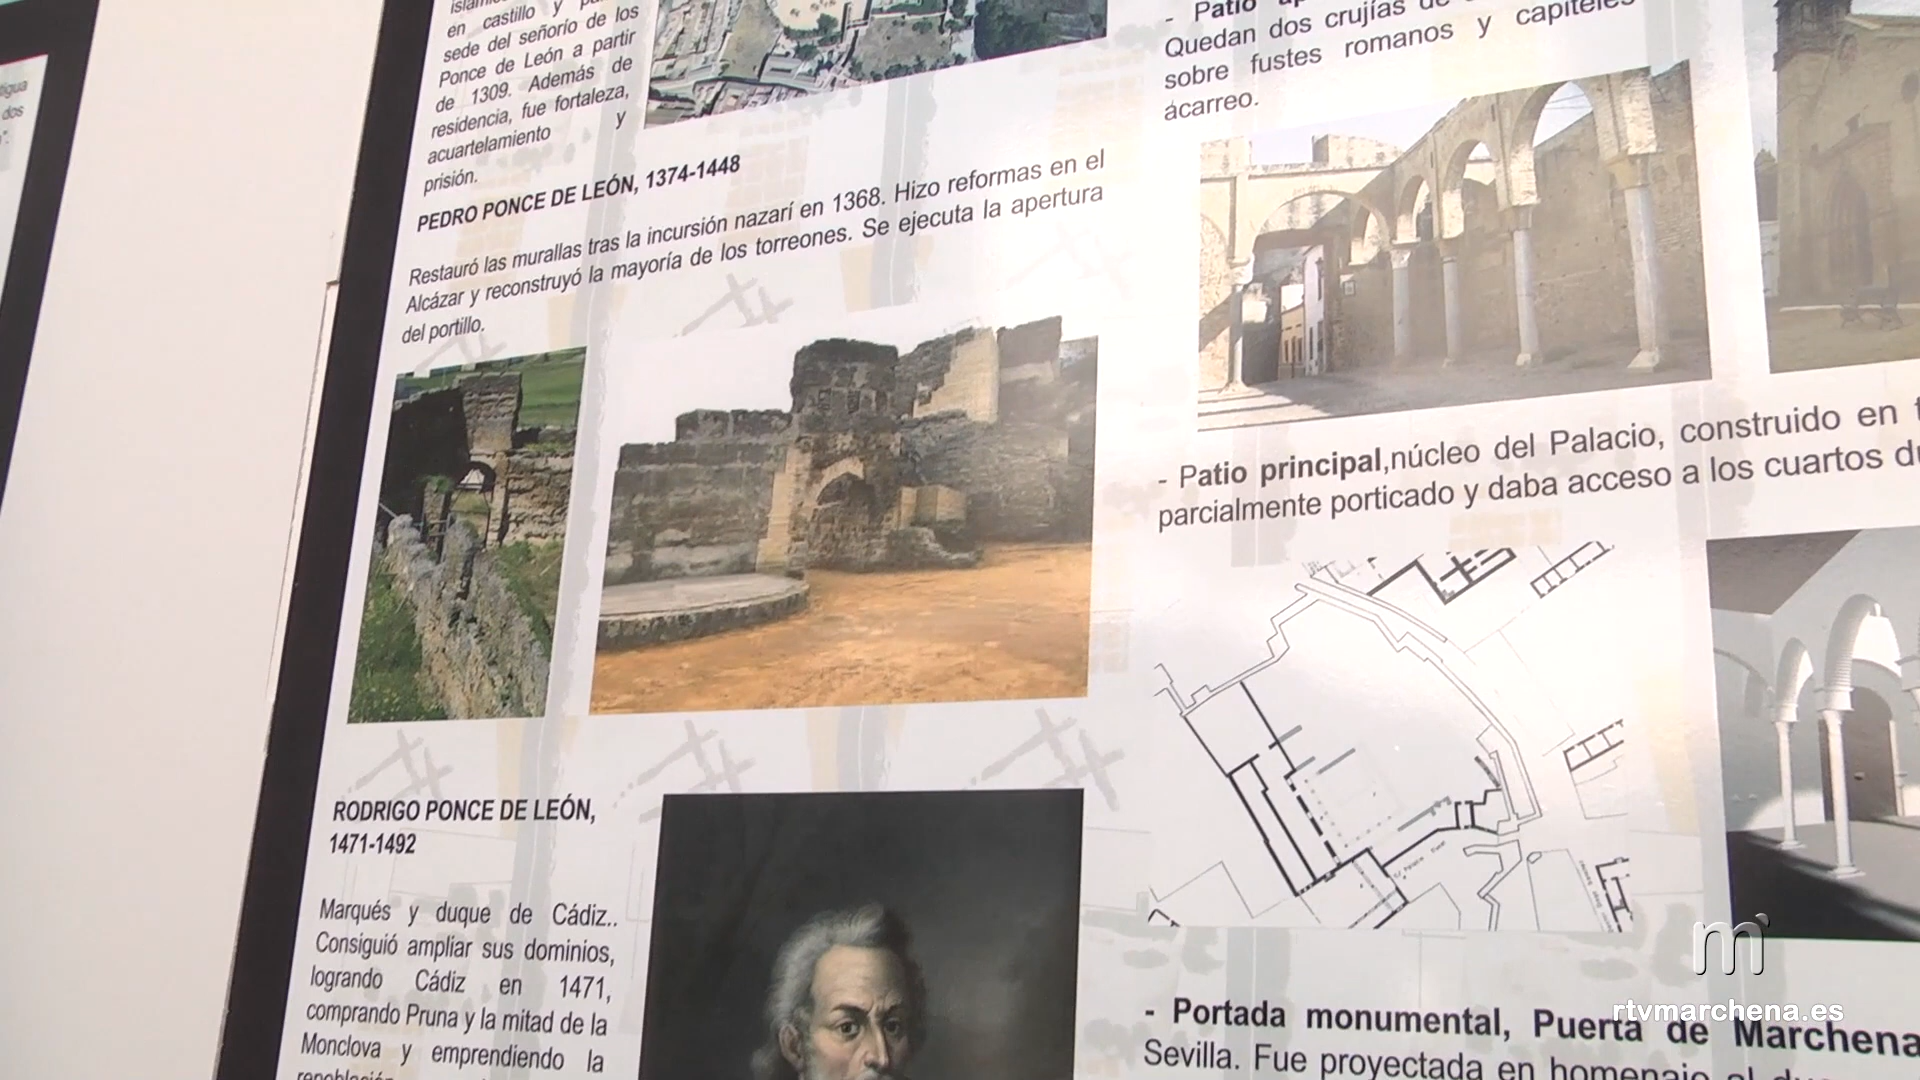 en castillo y
sede del señorío de los
Ponce de León a partir
de 1309. Además de
residencia, fue fortaleza,
acuartelamiento y
prisión.
PEDRO PONCE DE LEÓN, 1374-1448
Restauró las murallas tras la incursión nazarí en 1368. Hizo reformas en el
Alcázar y reconstruyó la mayoría de los torreones. Se ejecuta la apertura
del portillo.
RODRIGO PONCE DE LEÓN,
1471-1492
Marqués y duque de Cádiz..
Consiguió ampliar sus dominios,
logrando Cádiz en 1471,
comprando Pruna y la mitad de la
Monclova y emprendiendo la
- Patio
Quedan dos crujías de
sobre fustes romanos y capiteles
ácarreo.
- Patio principal,núcleo del Palacio, construido en
parcialmente porticado y daba acceso a los cuartos
- Portada monumental, Puerta de Marchena
Sevilla. Fue proyectada en homenaje al
dos
m
rtvmarchena.es